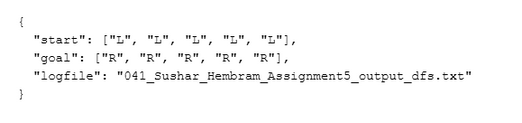 {
"start": ["L", "L", "L", "L", "L"],
"goal": ["R", "R", "R", "R", "R"],
"logfile": "041_Sushar_Hembram_Assignment5_output_dfs.txt"
}